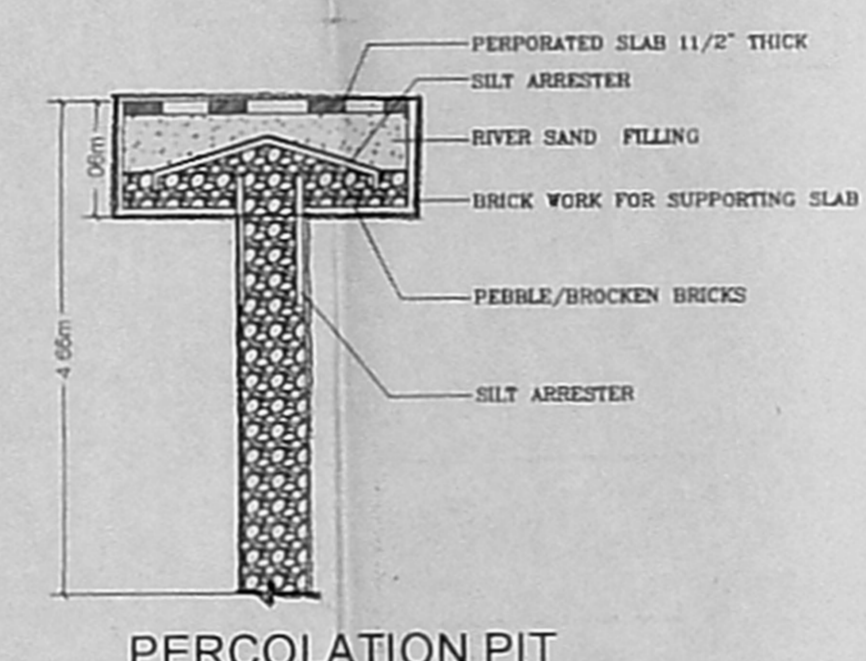 PERPORATED SLAB 11/2" THICK
SILT ARRESTER
RIVER SAND FILLING
BRICK WORK FOR SUPPORTING SLAB
PEBBLE/BROCKEN BRICKS
SILT ARRESTER
06m
4.66m
PERCOLATION PIT